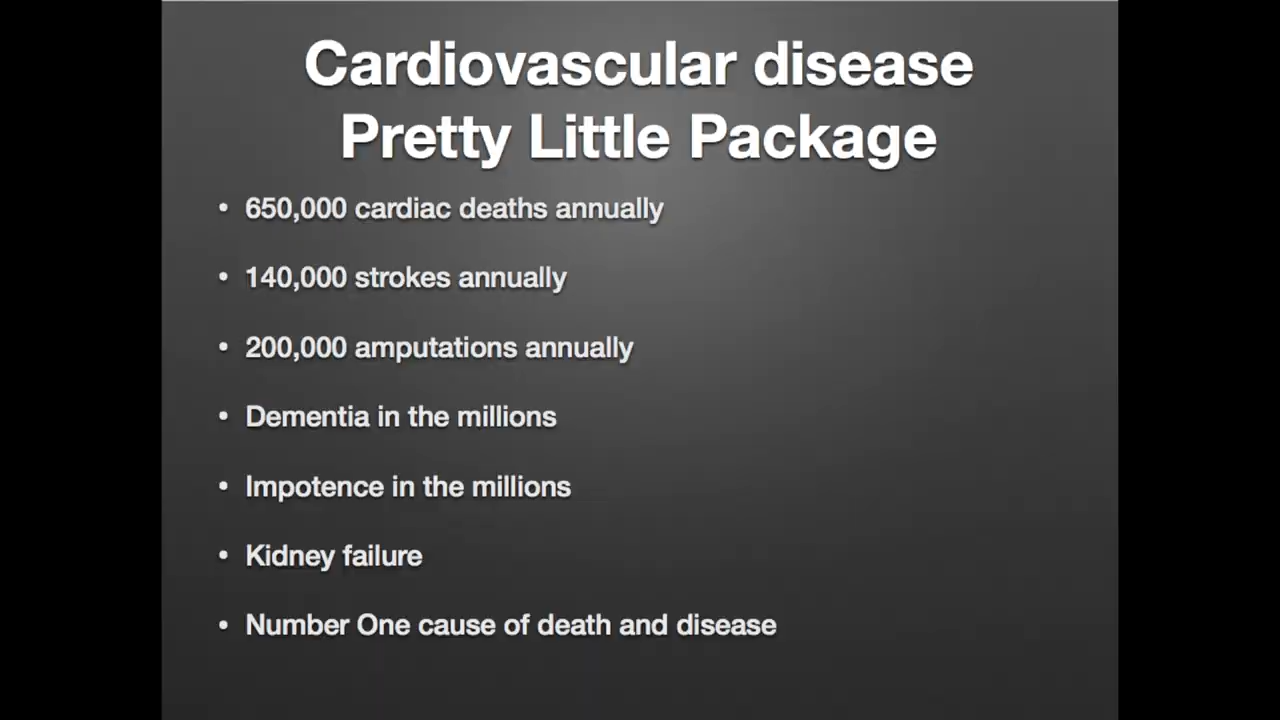 Cardiovascular disease
Pretty Little Package
• 650,000 cardiac deaths annually
• 140,000 strokes annually
• 200,000 amputations annually
• Dementia in the millions
• Impotence in the millions
• Kidney failure
• Number One cause of death and disease